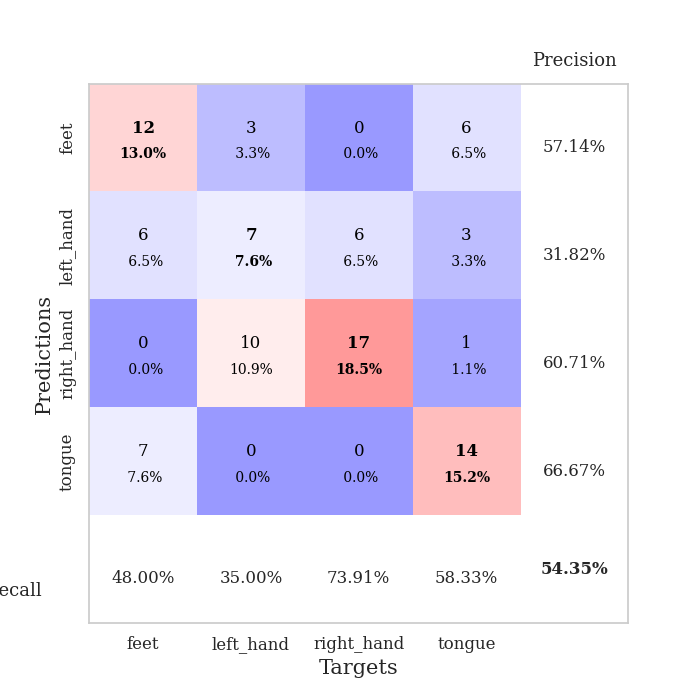 Precision
feet 12 3 0 6 57.14%
13.0% 3.3% 0.0% 6.5%
left_hand 6 7 6 3 31.82%
6.5% 7.6% 6.5% 3.3%
Predictions
right_hand 0 10 17 1 60.71%
0.0% 10.9% 18.5% 1.1%
tongue 7 0 0 14 66.67%
7.6% 0.0% 0.0% 15.2%
ecall 48.00% 35.00% 73.91% 58.33% 54.35%
feet left_hand right_hand tongue
Targets